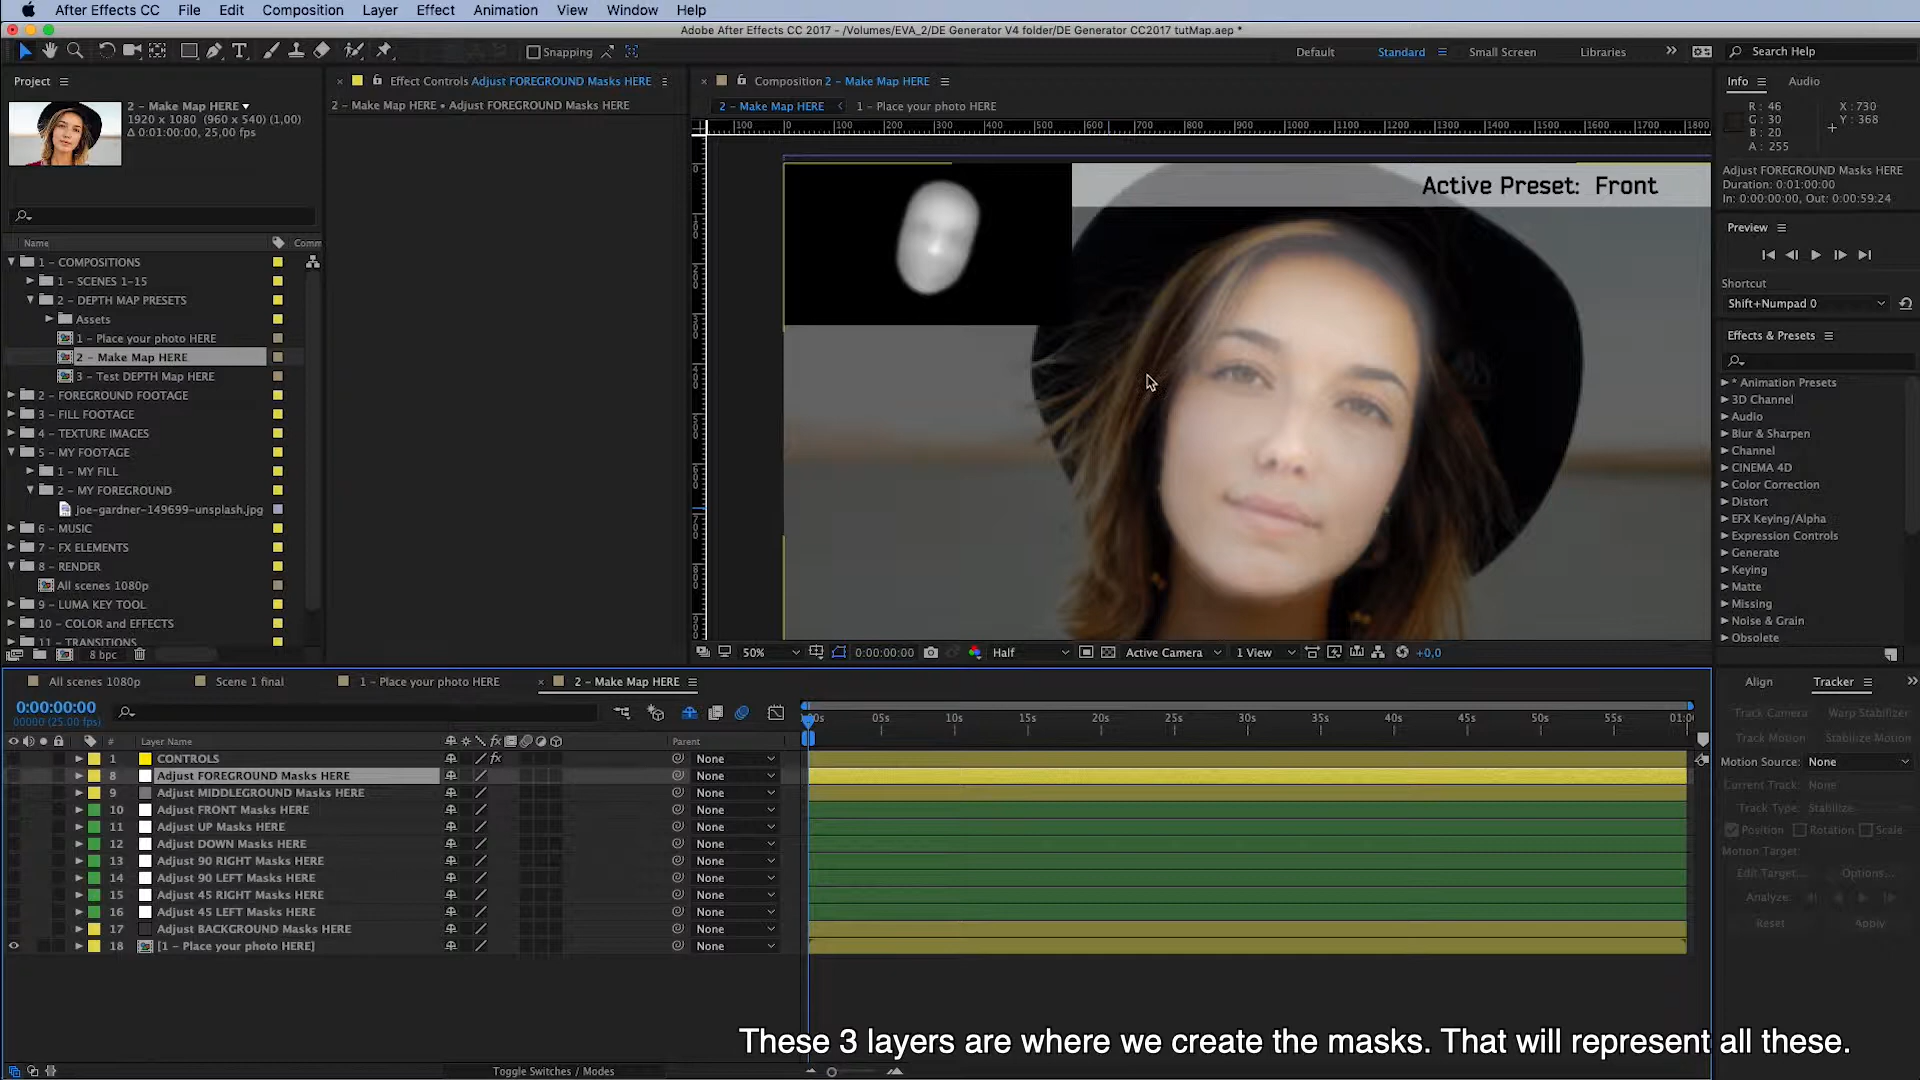 After Effects CC File Edit Composition Layer Effect Animation View Window Help
Adobe After Effects CC 2017 - /Volumes/EVA_2/DE Generator V4 folder/DE Generator CC2017 tutMap.aep *
Snapping
Default Standard Small Screen Libraries Search Help
Project
Effect Controls Adjust FOREGROUND Masks HERE
Composition 2 - Make Map HERE
Info Audio
2 - Make Map HERE
1920 x 1080 (960 x 540) (1,00)
Δ 0:01:00:00, 25,00 fps
2 - Make Map HERE • Adjust FOREGROUND Masks HERE
2 - Make Map HERE 1 - Place your photo HERE
R : 46
G : 30
B : 20
A : 255
X : 730
Y : 368
100 0 100 200 300 400 500 600 700 800 900 1000 1100 1200 1300 1400 1500 1600 1700 1800
Active Preset: Front
Adjust FOREGROUND Masks HERE
Duration: 0:01:00:00
In: 0:00:00:00, Out: 0:00:59:24
Preview
Shortcut
Shift+Numpad 0
Effects & Presets
* Animation Presets
3D Channel
Audio
Blur & Sharpen
Channel
CINEMA 4D
Color Correction
Distort
EFX Keying/Alpha
Expression Controls
Generate
Keying
Matte
Missing
Noise & Grain
Obsolete
Name Comm
1 - COMPOSITIONS
1 - SCENES 1-15
2 - DEPTH MAP PRESETS
Assets
1 - Place your photo HERE
2 - Make Map HERE
3 - Test DEPTH Map HERE
2 - FOREGROUND FOOTAGE
3 - FILL FOOTAGE
4 - TEXTURE IMAGES
5 - MY FOOTAGE
1 - MY FILL
2 - MY FOREGROUND
joe-gardner-149699-unsplash.jpg
6 - MUSIC
7 - FX ELEMENTS
8 - RENDER
All scenes 1080p
9 - LUMA KEY TOOL
10 - COLOR and EFFECTS
11 - TRANSITIONS
8 bpc
50% 0:00:00:00 Half Active Camera 1 View +0,0
All scenes 1080p Scene 1 final 1 - Place your photo HERE 2 - Make Map HERE
0:00:00:00
00000 (25.00 fps)
05s 10s 15s 20s 25s 30s 35s 40s 45s 50s 55s 01:0
# Layer Name Parent
1 CONTROLS None
8 Adjust FOREGROUND Masks HERE None
9 Adjust MIDDLEGROUND Masks HERE None
10 Adjust FRONT Masks HERE None
11 Adjust UP Masks HERE None
12 Adjust DOWN Masks HERE None
13 Adjust 90 RIGHT Masks HERE None
14 Adjust 90 LEFT Masks HERE None
15 Adjust 45 RIGHT Masks HERE None
16 Adjust 45 LEFT Masks HERE None
17 Adjust BACKGROUND Masks HERE None
18 [1 - Place your photo HERE] None
Align Tracker
Track Camera Warp Stabilizer
Track Motion Stabilize Motion
Motion Source: None
Current Track: None
Track Type: Stabilize
Position Rotation Scale
Motion Target:
Edit Target... Options...
Analyze:
Reset Apply
These 3 layers are where we create the masks. That will represent all these.
Toggle Switches / Modes